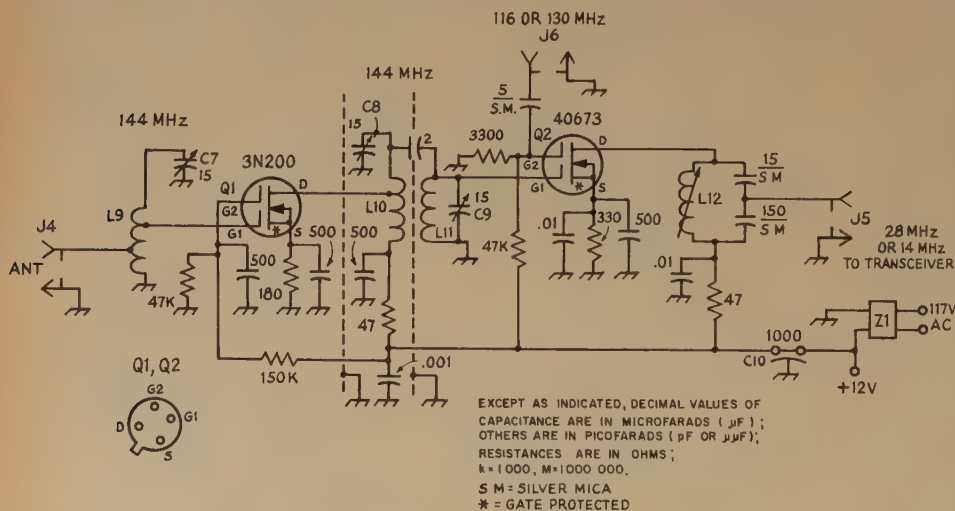 116 OR 130 MHz
J6
144 MHz
144 MHz
5
S.M.
C8
15
2
40673
Q2
3300
G2
D
G1
*
S
C7
15
3N200
Q1
D
G2
G1
*
S
L9
L10
L11
15
C9
L12
15
SM
150
SM
J5
28 MHz
OR 14 MHz
TO TRANSCEIVER
J4
ANT
47K
500
180
500
500
47
47K
.01
330
500
.01
47
150K
.001
1000
C10
Z1
117V
AC
+12V
Q1, Q2
G2
G1
D
S
EXCEPT AS INDICATED, DECIMAL VALUES OF
CAPACITANCE ARE IN MICROFARADS (µF);
OTHERS ARE IN PICOFARADS (pF OR µµF);
RESISTANCES ARE IN OHMS;
k=1000, M=1000 000.
S M = SILVER MICA
* = GATE PROTECTED